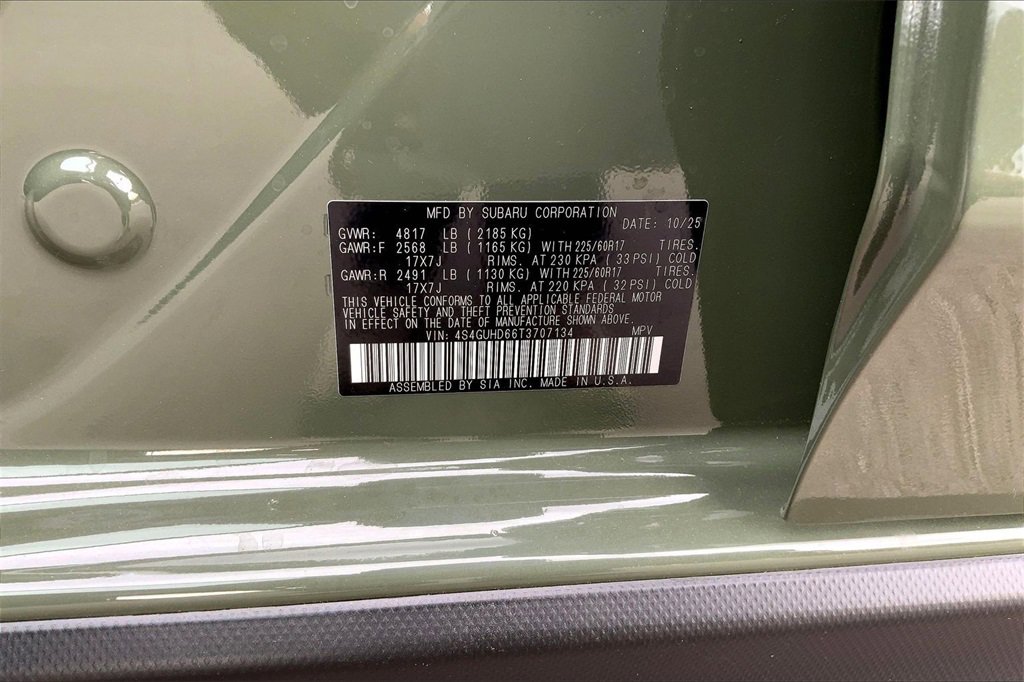 MFD BY SUBARU CORPORATION DATE: 10/25
GVWR: 4817 LB ( 2185 KG)
GAWR:F 2568 LB ( 1165 KG) WITH 225/60R17 TIRES.
17X7J RIMS. AT 230 KPA ( 33 PSI) COLD
GAWR:R 2491 LB ( 1130 KG) WITH 225/60R17 TIRES.
17X7J RIMS. AT 220 KPA ( 32 PSI) COLD
THIS VEHICLE CONFORMS TO ALL APPLICABLE FEDERAL MOTOR
VEHICLE SAFETY AND THEFT PREVENTION STANDARDS
IN EFFECT ON THE DATE OF MANUFACTURE SHOWN ABOVE.
VIN: 4S4GUHD66T3707134 MPV
ASSEMBLED BY SIA INC. MADE IN U.S.A.